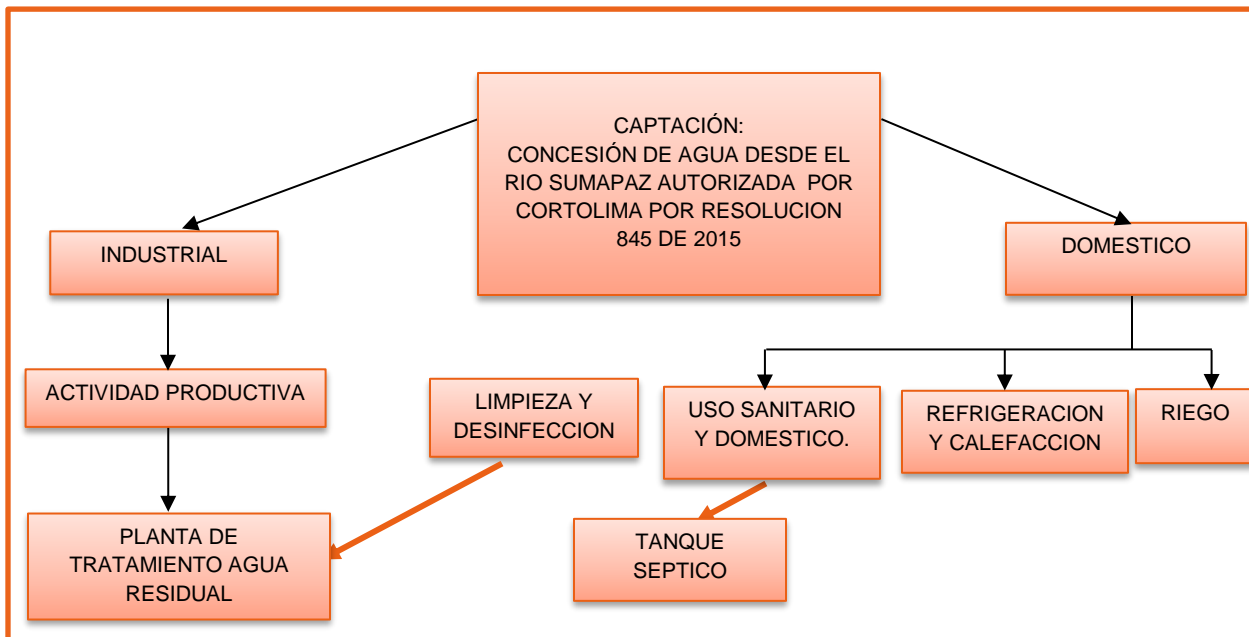 CAPTACIÓN:
CONCESIÓN DE AGUA DESDE EL
RIO SUMAPAZ AUTORIZADA POR
CORTOLIMA POR RESOLUCION
845 DE 2015
INDUSTRIAL
DOMESTICO
ACTIVIDAD PRODUCTIVA
LIMPIEZA Y
DESINFECCION
USO SANITARIO
Y DOMESTICO.
REFRIGERACION
Y CALEFACCION
RIEGO
PLANTA DE
TRATAMIENTO AGUA
RESIDUAL
TANQUE
SEPTICO